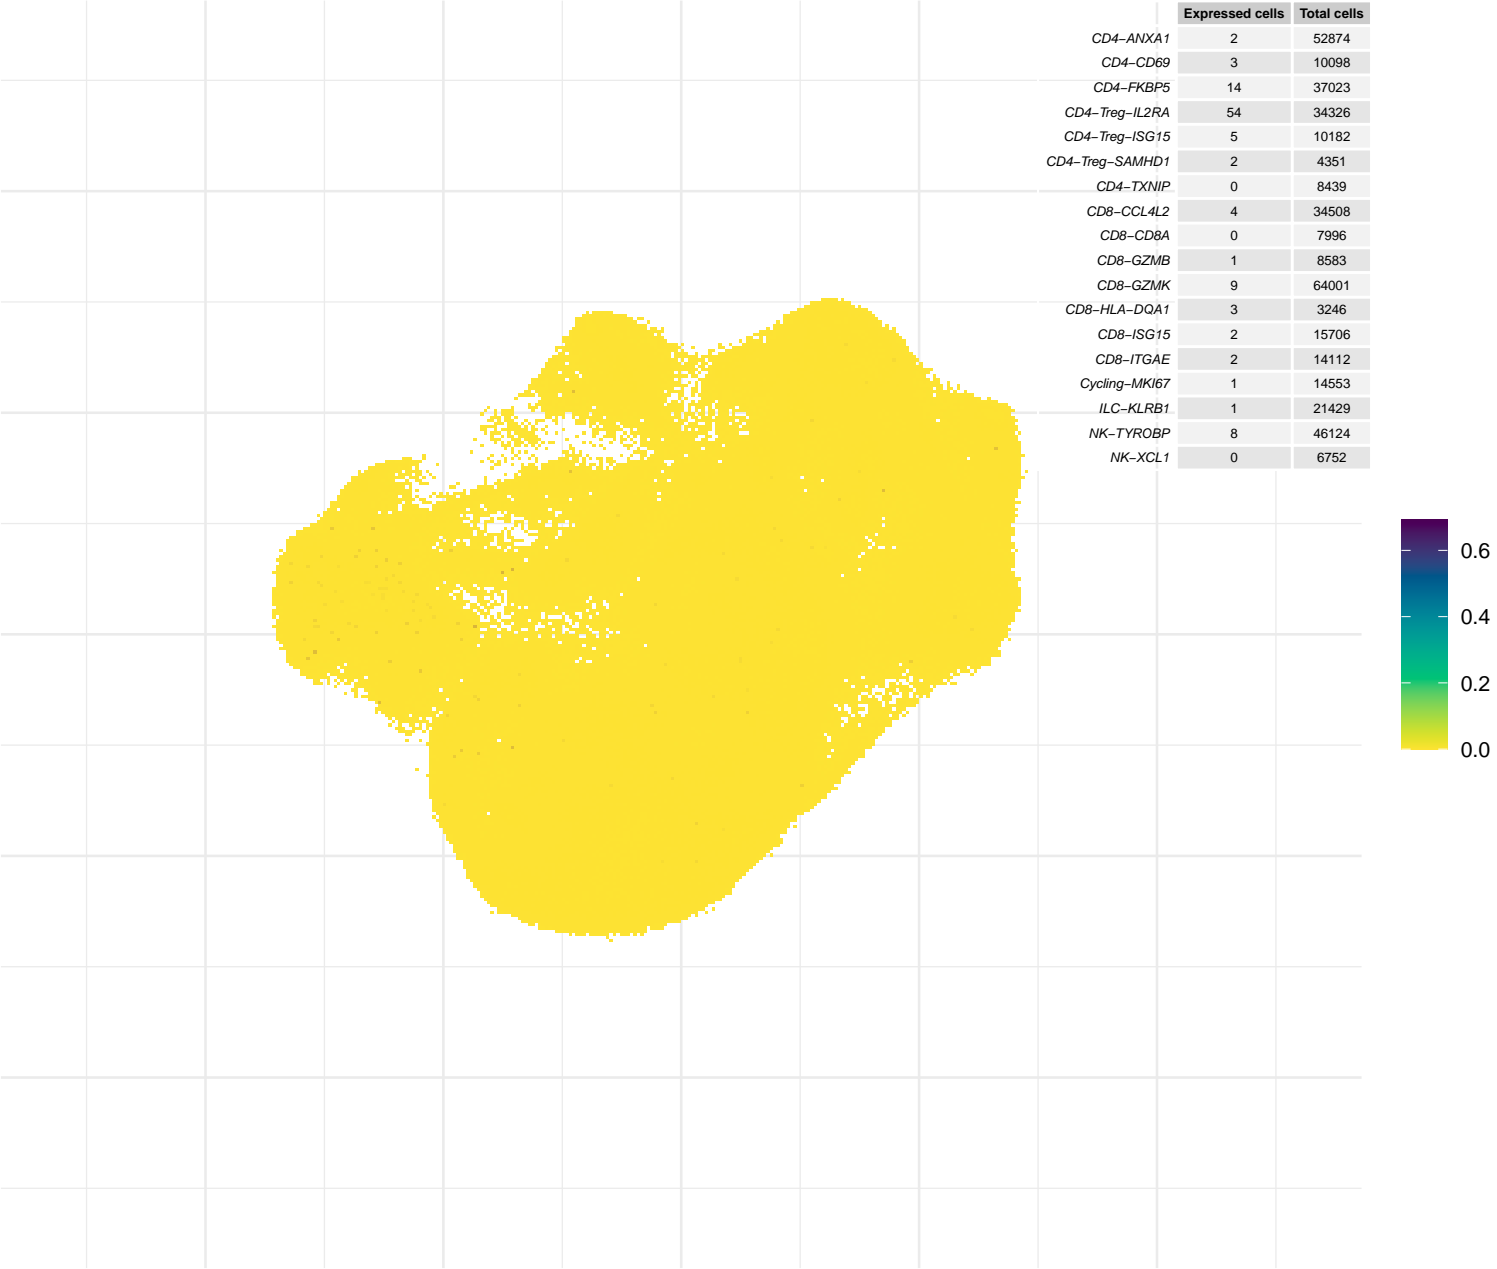 Expressed cells Total cells
CD4−ANXA1 2 52874
CD4−CD69 3 10098
CD4−FKBP5 14 37023
CD4−Treg−IL2RA 54 34326
CD4−Treg−ISG15 5 10182
CD4−Treg−SAMHD1 2 4351
CD4−TXNIP 0 8439
CD8−CCL4L2 4 34508
CD8−CD8A 0 7996
CD8−GZMB 1 8583
CD8−GZMK 9 64001
CD8−HLA−DQA1 3 3246
CD8−ISG15 2 15706
CD8−ITGAE 2 14112
Cycling−MKI67 1 14553
ILC−KLRB1 1 21429
NK−TYROBP 8 46124
NK−XCL1 0 6752
0.6
0.4
0.2
0.0